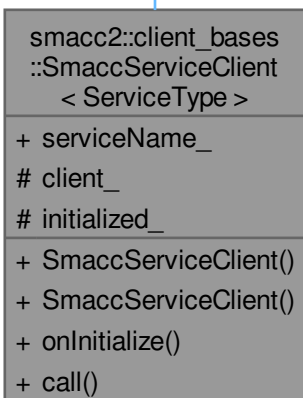 smacc2::client_bases
::SmaccServiceClient
< ServiceType >
+ serviceName_
# client_
# initialized_
+ SmaccServiceClient()
+ SmaccServiceClient()
+ onInitialize()
+ call()